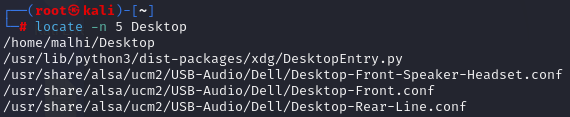 ┌──(root㉿kali)-[~]
└─# locate -n 5 Desktop
/home/malhi/Desktop
/usr/lib/python3/dist-packages/xdg/DesktopEntry.py
/usr/share/alsa/ucm2/USB-Audio/Dell/Desktop-Front-Speaker-Headset.conf
/usr/share/alsa/ucm2/USB-Audio/Dell/Desktop-Front.conf
/usr/share/alsa/ucm2/USB-Audio/Dell/Desktop-Rear-Line.conf